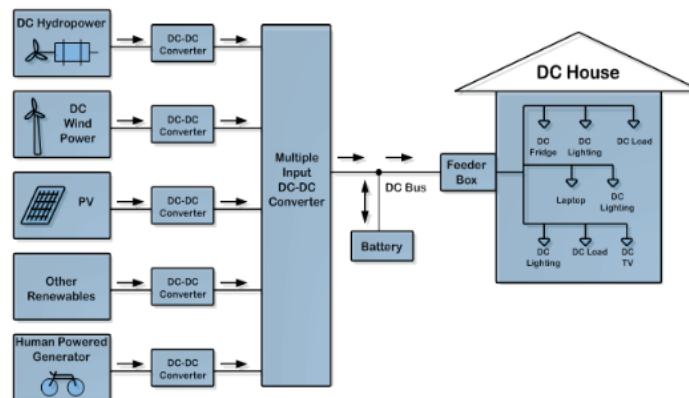 DC Hydropower
DC-DC
Converter
DC
Wind
Power
DC-DC
Converter
PV
DC-DC
Converter
Other
Renewables
DC-DC
Converter
Human Powered
Generator
DC-DC
Converter
Multiple
Input
DC-DC
Converter
DC Bus
Battery
Feeder
Box
DC House
DC
Fridge
DC
Lighting
DC Load
Laptop
DC
Lighting
DC
Lighting
DC Load
DC
TV